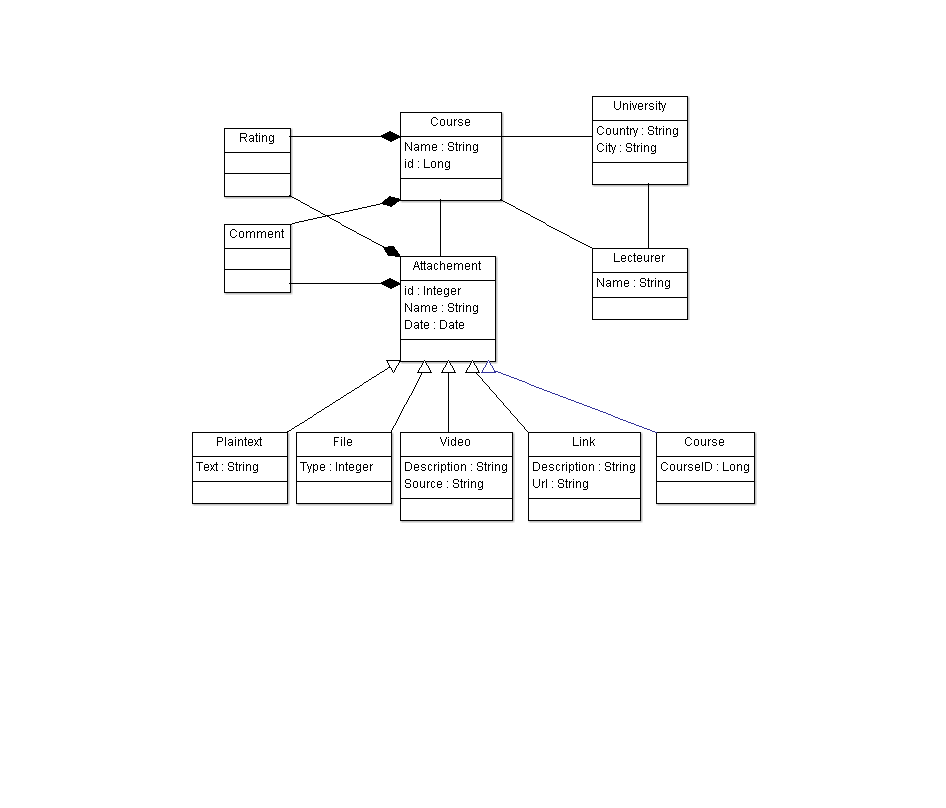 University
Country : String
City : String
Course
Name : String
id : Long
Rating
Comment
Lecteurer
Name : String
Attachement
id : Integer
Name : String
Date : Date
Plaintext
Text : String
File
Type : Integer
Video
Description : String
Source : String
Link
Description : String
Url : String
Course
CourseID : Long